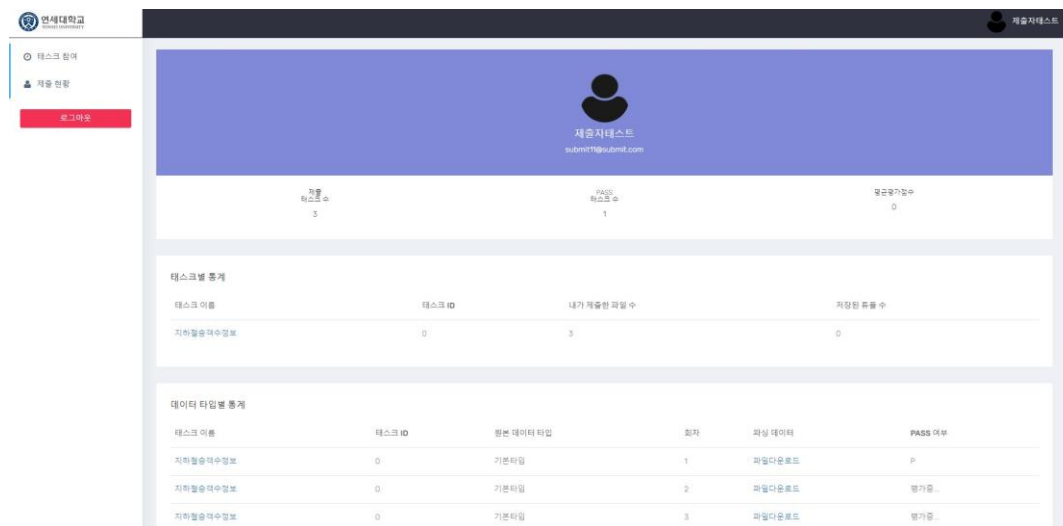 연세대학교
YONSEI UNIVERSITY
제출자테스트
태스크 참여
제출 현황
로그아웃
제출자테스트
submit11@submit.com
제출
태스크 수
3
PASS
태스크 수
1
평균평가점수
0
태스크별 통계
태스크 이름 태스크 ID 내가 제출한 파일 수 저장된 튜플 수
지하철승객수정보 0 3 0
데이터 타입별 통계
태스크 이름 태스크 ID 원본 데이터 타입 회차 파싱 데이터 PASS 여부
지하철승객수정보 0 기본타입 1 파일다운로드 P
지하철승객수정보 0 기본타입 2 파일다운로드 평가중...
지하철승객수정보 0 기본타입 3 파일다운로드 평가중...